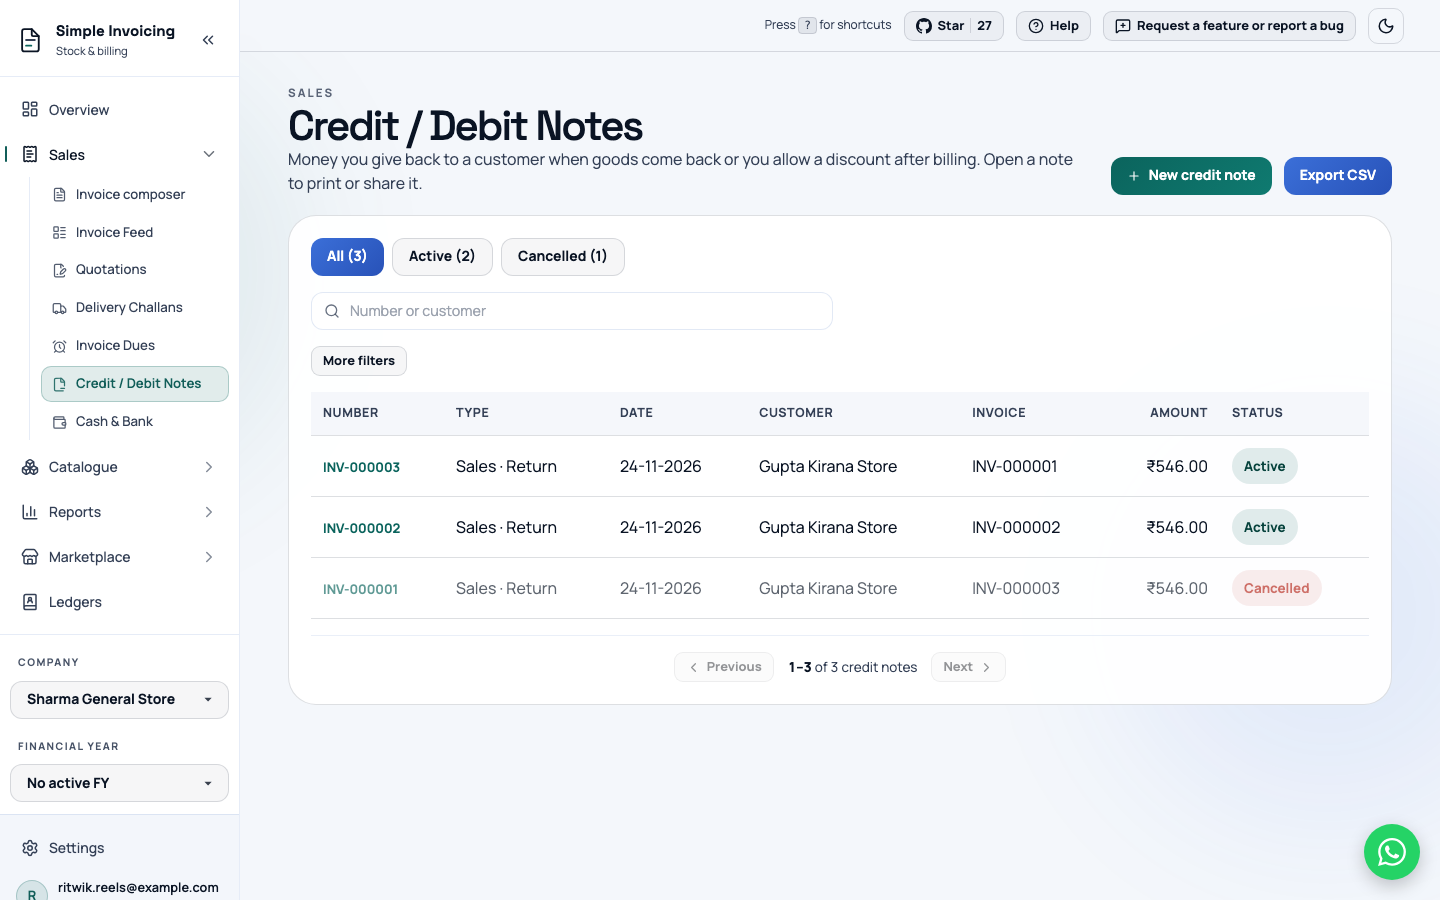 Simple Invoicing
Stock & billing
Overview
Sales
Invoice composer
Invoice Feed
Quotations
Delivery Challans
Invoice Dues
Credit / Debit Notes
Cash & Bank
Catalogue
Reports
Marketplace
Ledgers
COMPANY
Sharma General Store
FINANCIAL YEAR
No active FY
Settings
R
ritwik.reels@example.com
Press ? for shortcuts
Star 27
Help
Request a feature or report a bug
SALES
Credit / Debit Notes
Money you give back to a customer when goods come back or you allow a discount after billing. Open a note
to print or share it.
+ New credit note
Export CSV
All (3)
Active (2)
Cancelled (1)
Number or customer
More filters
NUMBER TYPE DATE CUSTOMER INVOICE AMOUNT STATUS
INV-000003 Sales · Return 24-11-2026 Gupta Kirana Store INV-000001 ₹546.00 Active
INV-000002 Sales · Return 24-11-2026 Gupta Kirana Store INV-000002 ₹546.00 Active
INV-000001 Sales · Return 24-11-2026 Gupta Kirana Store INV-000003 ₹546.00 Cancelled
Previous 1–3 of 3 credit notes Next